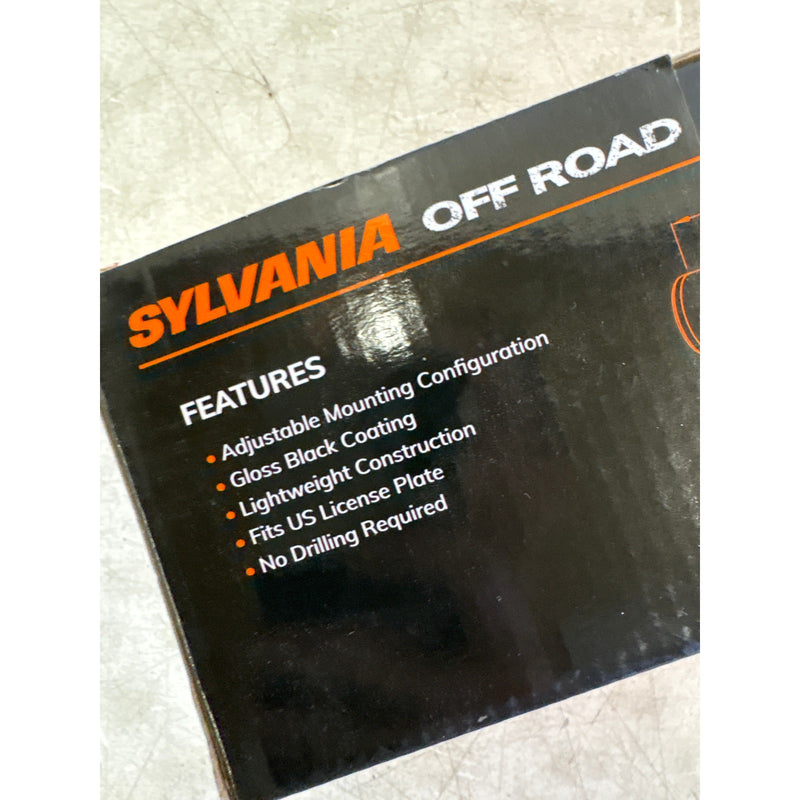 SYLVANIA OFF ROAD
FEATURES
• Adjustable Mounting Configuration
• Gloss Black Coating
• Lightweight Construction
• Fits US License Plate
• No Drilling Required